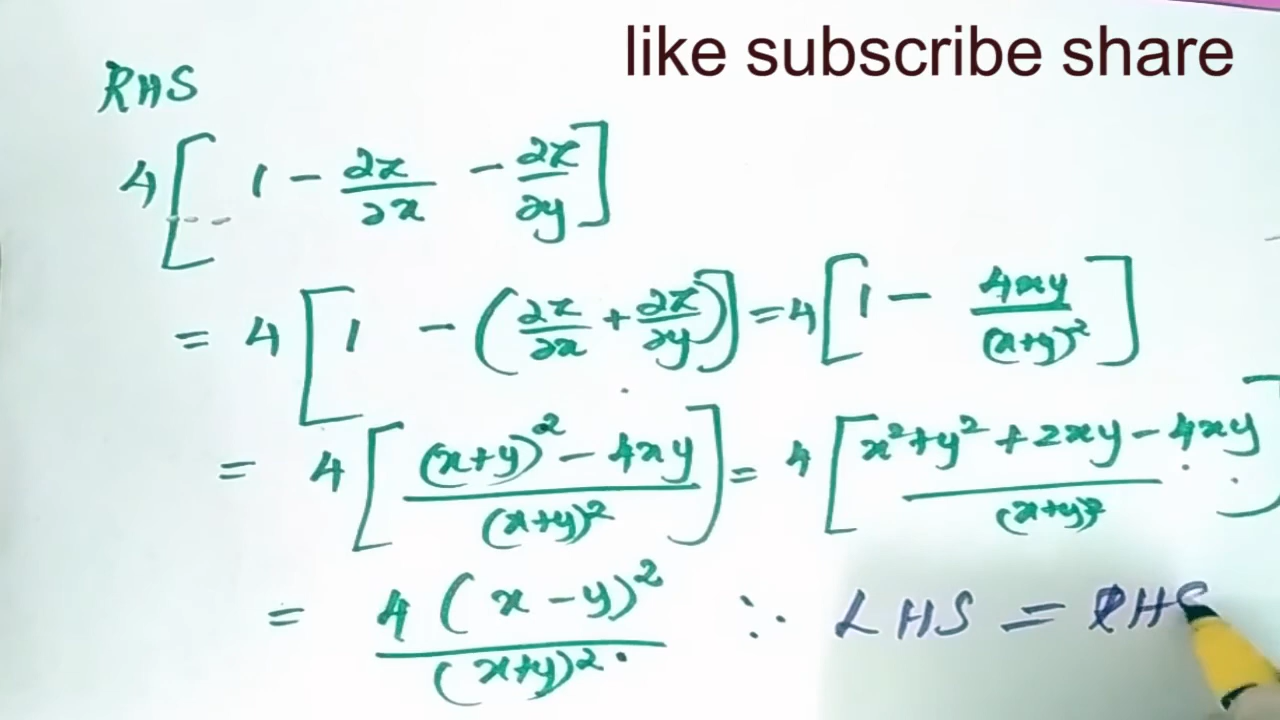 like subscribe share
RHS
4[ 1 - ∂z/∂x - ∂z/∂y ]
= 4[ 1 - (∂z/∂x + ∂z/∂y) ] = 4[ 1 - 4xy/(x+y)² ]
= 4[ ((x+y)² - 4xy)/(x+y)² ] = 4[ (x²+y²+2xy-4xy)/(x+y)² ]
= 4(x-y)²/(x+y)² . ∴ LHS = RHS